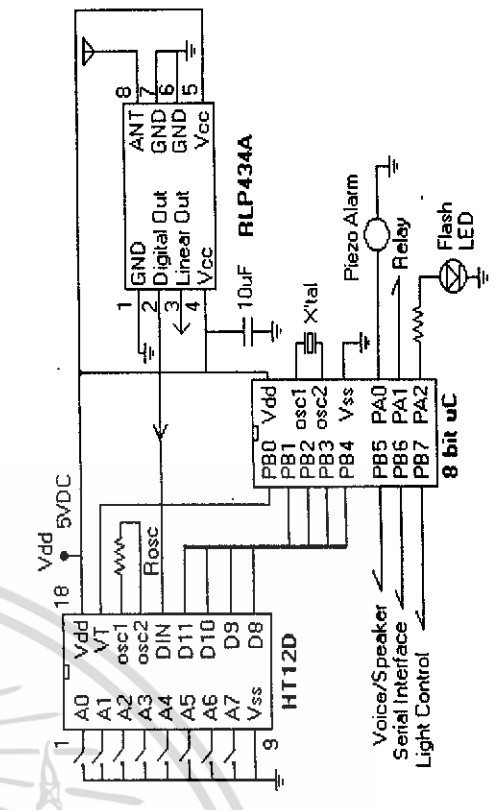 Vdd
5VDC
18
1
A0 Vdd
A1 VT
A2 osc1
A3 osc2
A4 DIN
A5 D11
A6 D10
A7 D9
Vss D8
9
HT12D
Rosc
1 GND ANT 8
2 Digital Out GND 7
3 Linear Out GND 6
4 Vcc Vcc 5
RLP434A
10uF
X'tal
PB0 Vdd
PB1 osc1
PB2 osc2
PB3
PB4 Vss
PB5 PA0
PB6 PA1
PB7 PA2
8 bit uC
Piezo Alarm
Relay
Flash
LED
Voice/Speaker
Serial Interface
Light Control